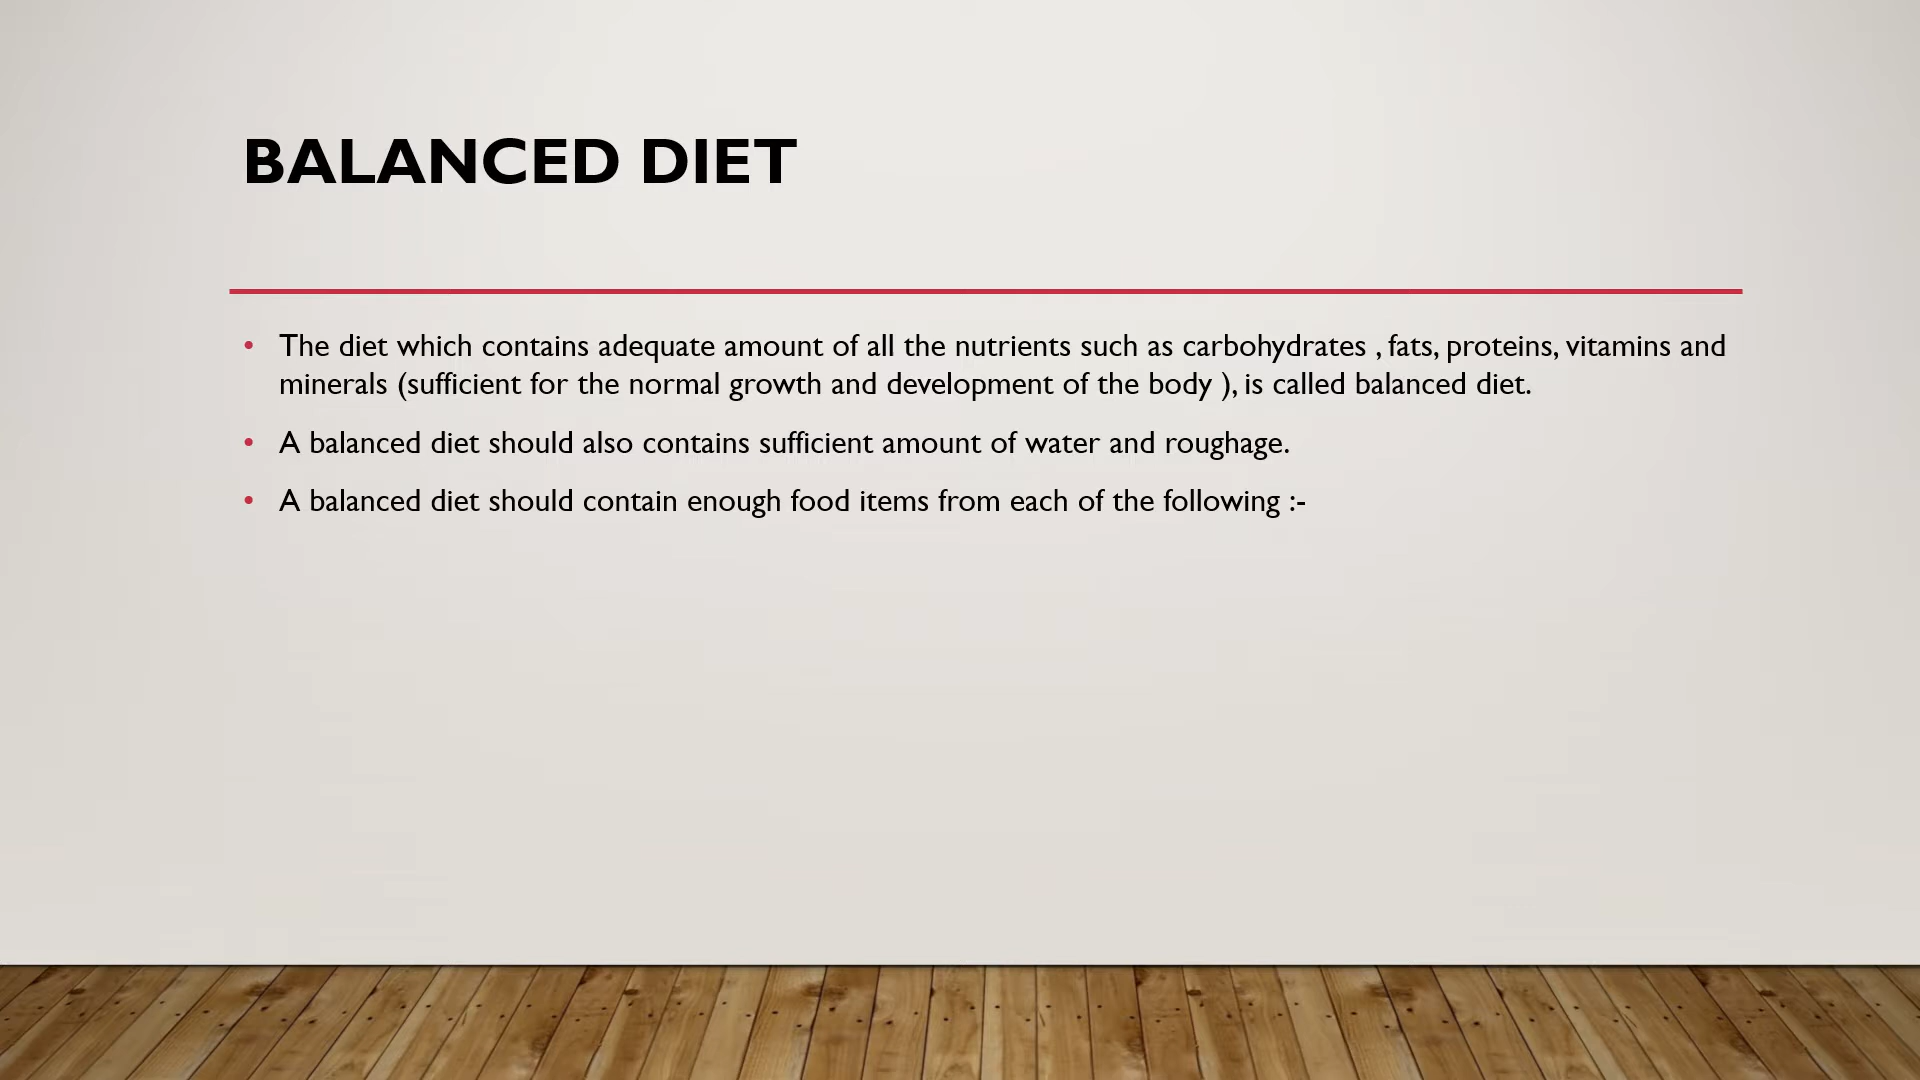 BALANCED DIET
• The diet which contains adequate amount of all the nutrients such as carbohydrates , fats, proteins, vitamins and
minerals (sufficient for the normal growth and development of the body ), is called balanced diet.
• A balanced diet should also contains sufficient amount of water and roughage.
• A balanced diet should contain enough food items from each of the following :-